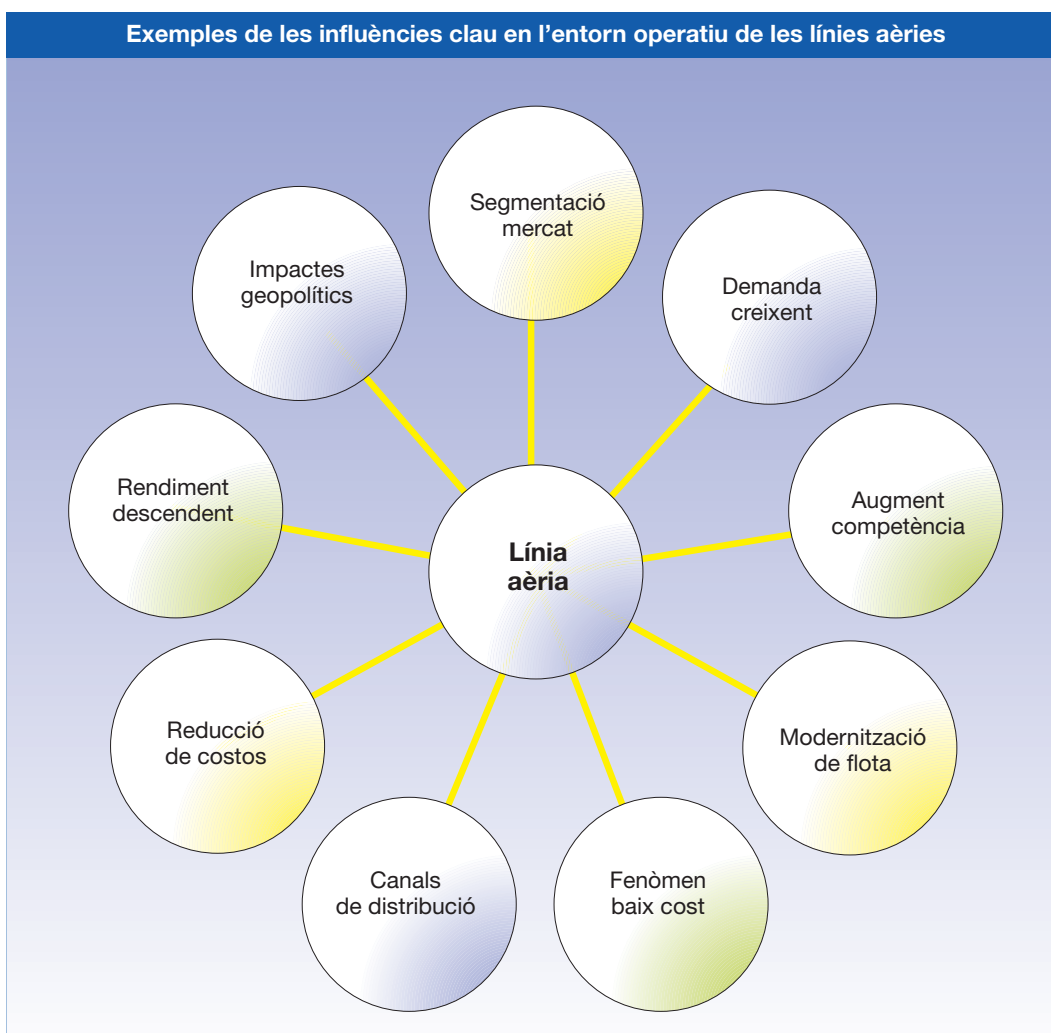 Exemples de les influències clau en l’entorn operatiu de les línies aèries
Segmentació
mercat
Impactes
geopolítics
Demanda
creixent
Rendiment
descendent
Augment
competència
Línia
aèria
Reducció
de costos
Modernització
de flota
Canals
de distribució
Fenòmen
baix cost